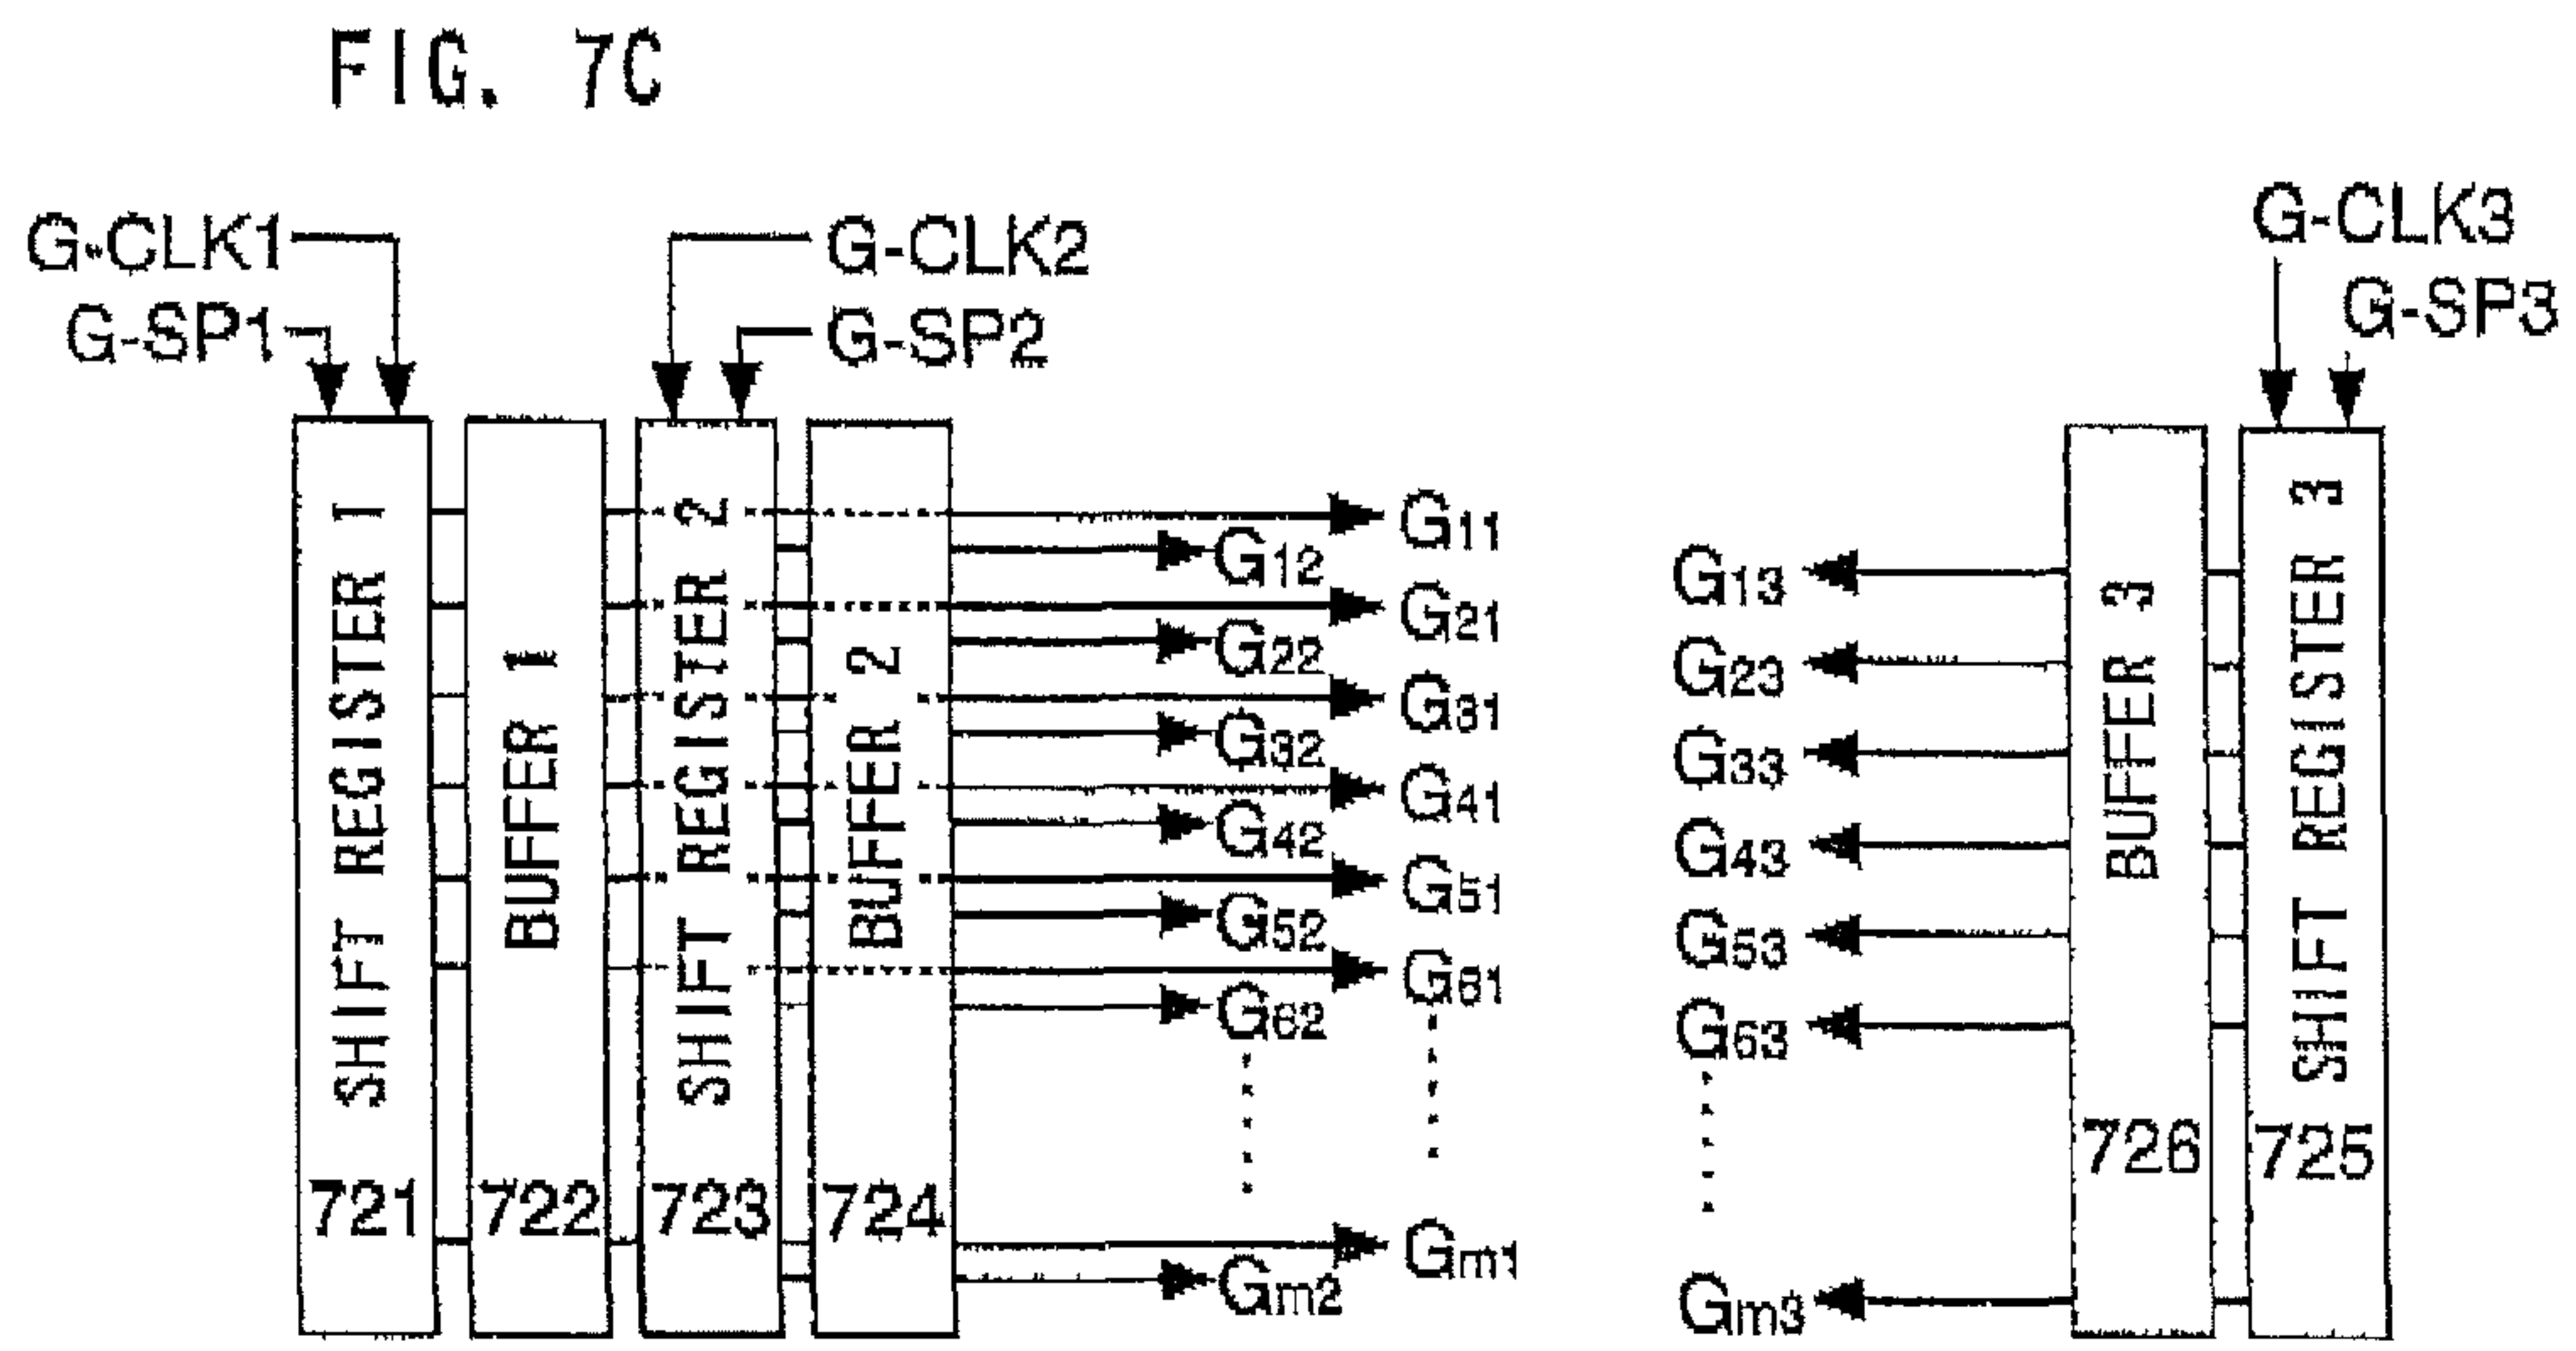 FIG. 7C
G-CLK1
G-SP1
G-CLK2
G-SP2
G-CLK3
G-SP3
SHIFT REGISTER 1
721
BUFFER 1
722
SHIFT REGISTER 2
723
BUFFER 2
724
G11
G12
G21
G22
G31
G32
G41
G42
G51
G52
G61
G62
Gm1
Gm2
G13
G23
G33
G43
G53
G63
Gm3
BUFFER 3
726
SHIFT REGISTER 3
725